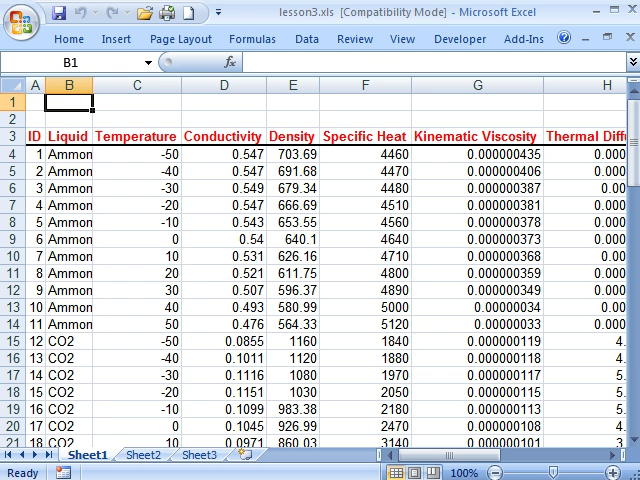 lesson3.xls [Compatibility Mode] - Microsoft Excel
Home Insert Page Layout Formulas Data Review View Developer Add-Ins
B1 fx
A B C D E F G H
1
2
3 ID Liquid Temperature Conductivity Density Specific Heat Kinematic Viscosity Thermal Diff
4 1 Ammon -50 0.547 703.69 4460 0.000000435 0.000
5 2 Ammon -40 0.547 691.68 4470 0.000000406 0.000
6 3 Ammon -30 0.549 679.34 4480 0.000000387 0.000
7 4 Ammon -20 0.547 666.69 4510 0.000000381 0.000
8 5 Ammon -10 0.543 653.55 4560 0.000000378 0.000
9 6 Ammon 0 0.54 640.1 4640 0.000000373 0.000
10 7 Ammon 10 0.531 626.16 4710 0.000000368 0.000
11 8 Ammon 20 0.521 611.75 4800 0.000000359 0.000
12 9 Ammon 30 0.507 596.37 4890 0.000000349 0.000
13 10 Ammon 40 0.493 580.99 5000 0.00000034 0.000
14 11 Ammon 50 0.476 564.33 5120 0.00000033 0.000
15 12 CO2 -50 0.0855 1160 1840 0.000000119 4.
16 13 CO2 -40 0.1011 1120 1880 0.000000118 4.
17 14 CO2 -30 0.1116 1080 1970 0.000000117 5.
18 15 CO2 -20 0.1151 1030 2050 0.000000115 5.
19 16 CO2 -10 0.1099 983.38 2180 0.000000113 5.
20 17 CO2 0 0.1045 926.99 2470 0.000000108 4.
21 18 CO2 10 0.0971 860.03 3140 0.000000101 3.
Sheet1 Sheet2 Sheet3
Ready 100%